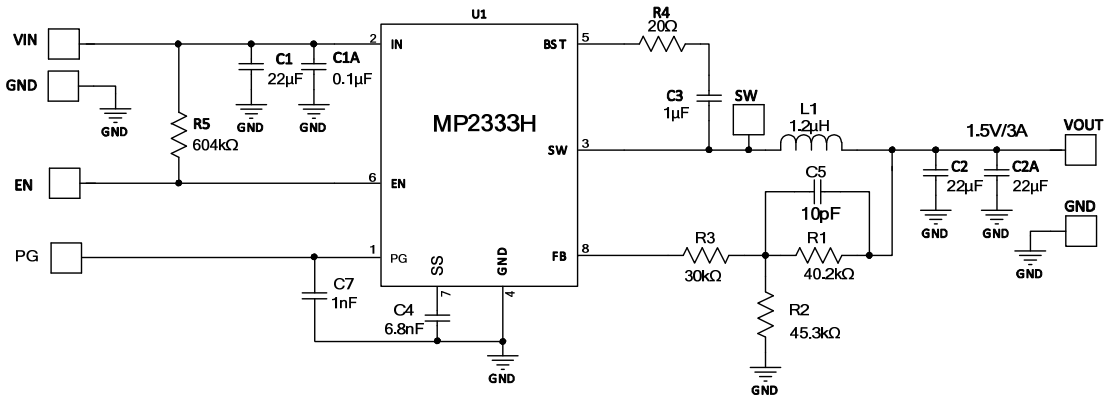 U1
VIN
2
IN
C1
22µF
C1A
0.1µF
GND
GND
GND
GND
R5
604kΩ
EN
6
EN
PG
1
PG
C7
1nF
C4
6.8nF
SS
7
GND
4
GND
MP2333H
BST
5
R4
20Ω
C3
1µF
SW
SW
3
L1
1.2µH
1.5V/3A
VOUT
C2
22µF
C2A
22µF
GND
GND
GND
GND
C5
10pF
FB
8
R3
30kΩ
R1
40.2kΩ
R2
45.3kΩ
GND